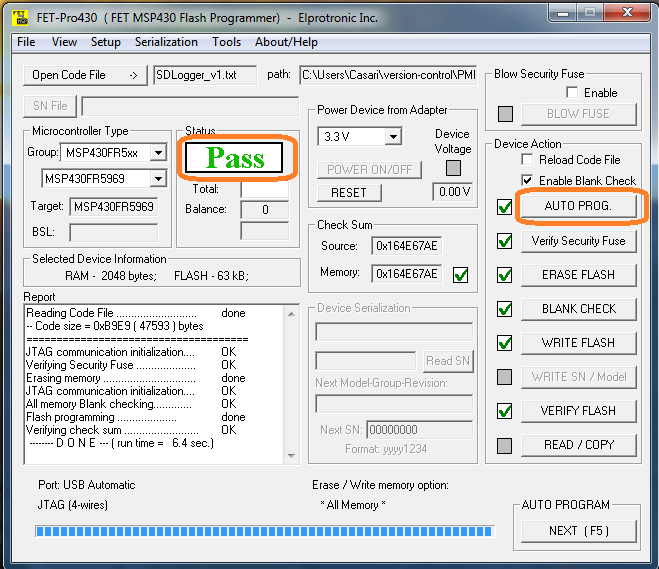 FET-Pro430 ( FET MSP430 Flash Programmer) - Elprotronic Inc.
File View Setup Serialization Tools About/Help
Open Code File -> SDLogger_v1.txt path: C:\Users\Casari\version-control\PMI
SN File
Microcontroller Type
Group: MSP430FR5xx
MSP430FR5969
Target: MSP430FR5969
BSL:
Status
Pass
Total:
Balance: 0
Selected Device Information
RAM - 2048 bytes; FLASH - 63 kB;
Report
Reading Code File ........................... done
-- Code size = 0xB9E9 ( 47593 ) bytes
=====================================
JTAG communication initialization.... OK
Verifying Security Fuse .................... OK
Erasing memory .............................. done
JTAG communication initialization.... OK
All memory Blank checking............. OK
Flash programming ......................... done
Verifying check sum ........................ OK
-------- D O N E --- ( run time = 6.4 sec.)
Power Device from Adapter
3.3 V
Device
Voltage
POWER ON/OFF
RESET
0.00 V
Check Sum
Source: 0x164E67AE
Memory: 0x164E67AE
Device Serialization
Read SN
Next Model-Group-Revision:
Next SN: 00000000
Format: yyyy1234
Blow Security Fuse
Enable
BLOW FUSE
Device Action
Reload Code File
Enable Blank Check
AUTO PROG.
Verify Security Fuse
ERASE FLASH
BLANK CHECK
WRITE FLASH
WRITE SN / Model
VERIFY FLASH
READ / COPY
Port: USB Automatic
JTAG (4-wires)
Erase / Write memory option:
* All Memory *
AUTO PROGRAM
NEXT ( F5 )